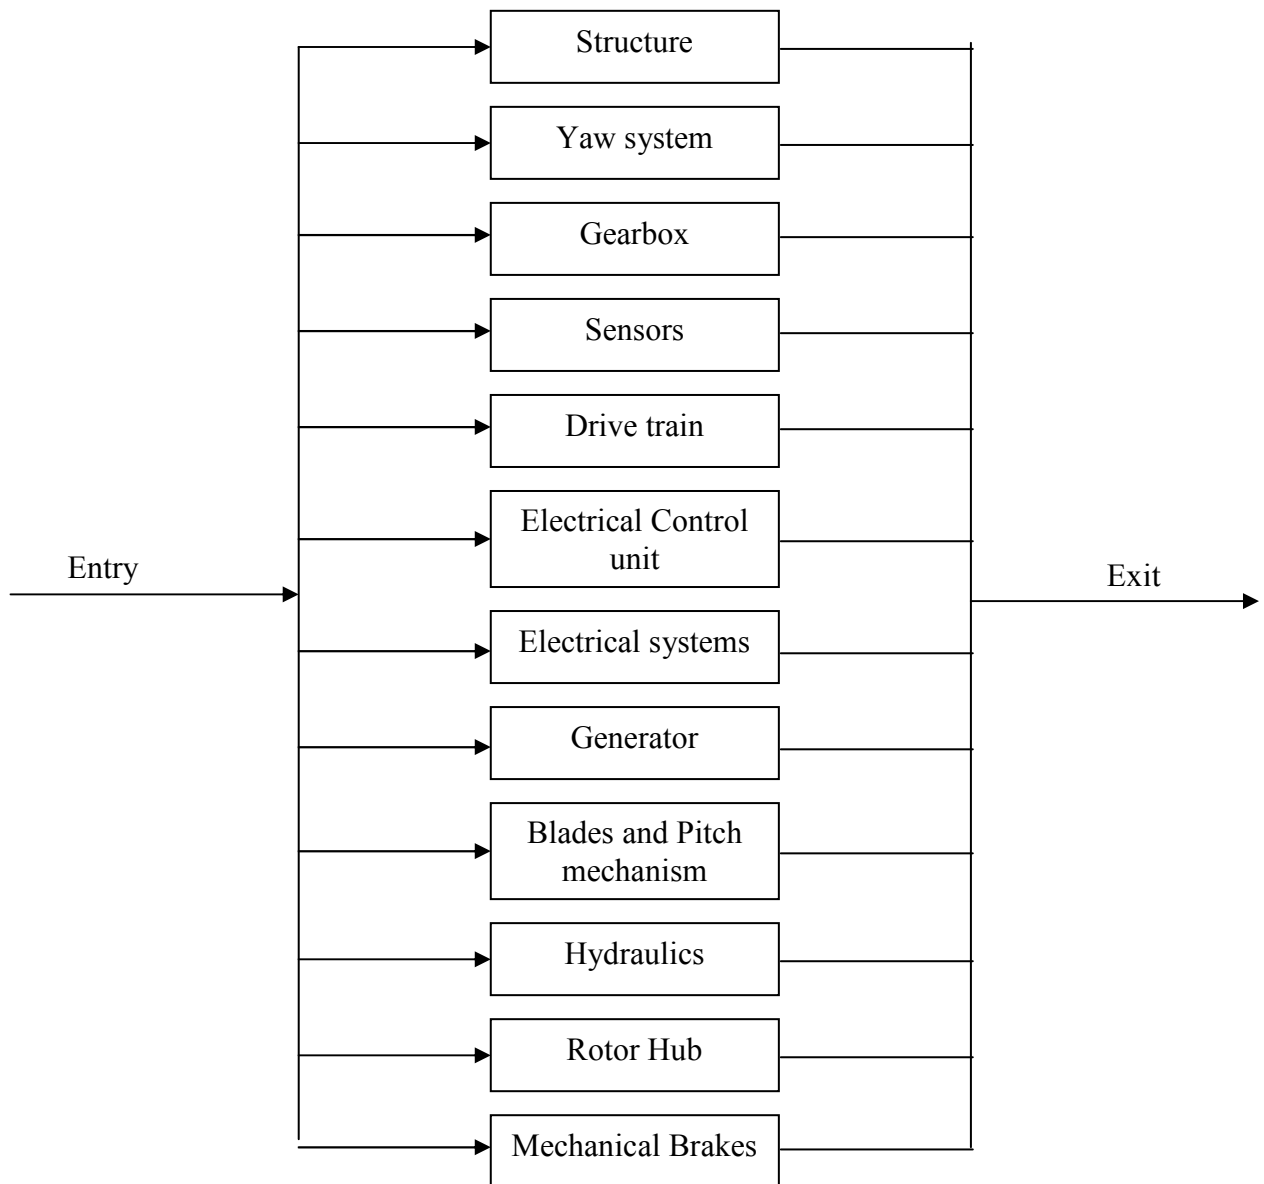 Structure
Yaw system
Gearbox
Sensors
Drive train
Electrical Control
unit
Entry
Exit
Electrical systems
Generator
Blades and Pitch
mechanism
Hydraulics
Rotor Hub
Mechanical Brakes